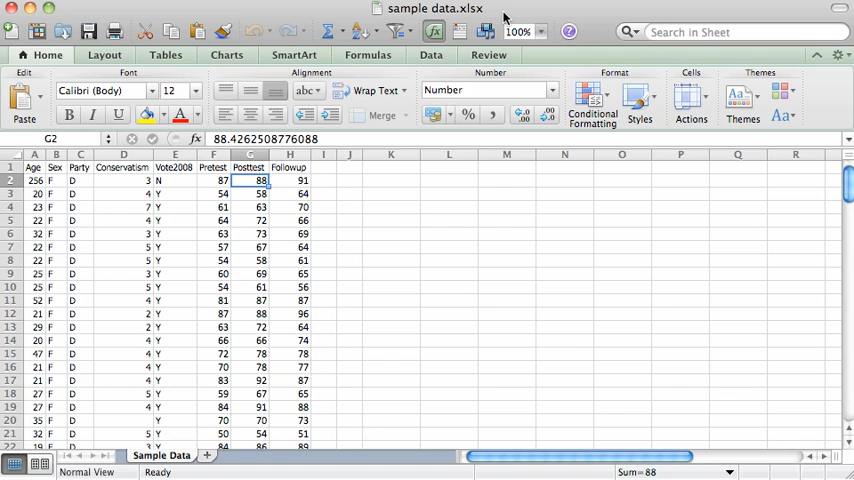 sample data.xlsx
100%
Search in Sheet
Home Layout Tables Charts SmartArt Formulas Data Review
Edit Font Alignment Number Format Cells Themes
Calibri (Body) 12 abc Wrap Text Number
Paste B I U A Merge % , Conditional Formatting Styles Actions Themes Aa
G2 fx 88.4262508776088
A B C D E F G H I J K L M N O P Q R
1 Age Sex Party Conservatism Vote2008 Pretest Posttest Followup
2 256 F D 3 N 87 88 91
3 20 F D 4 Y 54 58 64
4 23 F D 7 Y 61 63 70
5 22 F D 4 Y 64 72 66
6 32 F D 3 Y 63 73 69
7 22 F D 5 Y 57 67 64
8 22 F D 5 Y 54 58 61
9 25 F D 3 Y 60 69 65
10 25 F D 5 Y 54 61 56
11 52 F D 4 Y 81 87 87
12 21 F D 2 Y 87 88 96
13 29 F D 2 Y 63 72 64
14 20 F D 4 Y 66 66 74
15 47 F D 4 Y 72 78 78
16 21 F D 4 Y 70 78 77
17 21 F D 4 Y 83 92 87
18 27 F D 5 Y 59 67 65
19 27 F D 4 Y 84 91 88
20 35 F D Y 70 70 73
21 32 F D 5 Y 50 54 51
22 19 F D 3 Y 84 86 89
Sample Data
Normal View Ready Sum=88